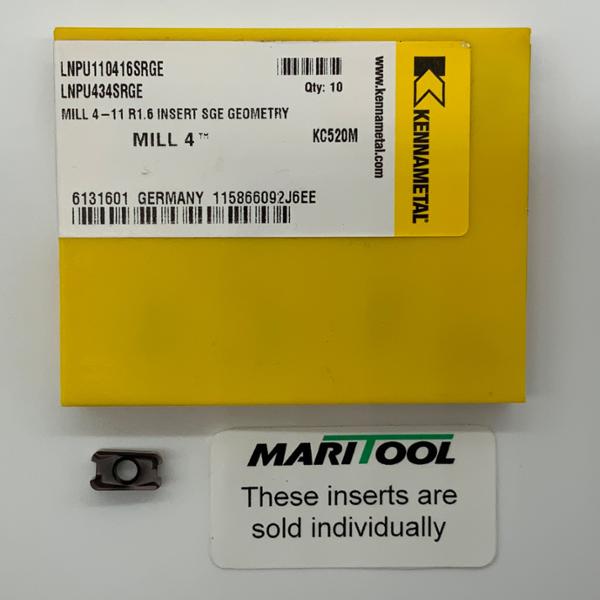 LNPU110416SRGE
LNPU434SRGE
Qty: 10
MILL 4-11 R1.6 INSERT SGE GEOMETRY
MILL 4™
KC520M
6131601 GERMANY 115866092J6EE
www.kennametal.com
KENNAMETAL®
MARITOOL
These inserts are
sold individually